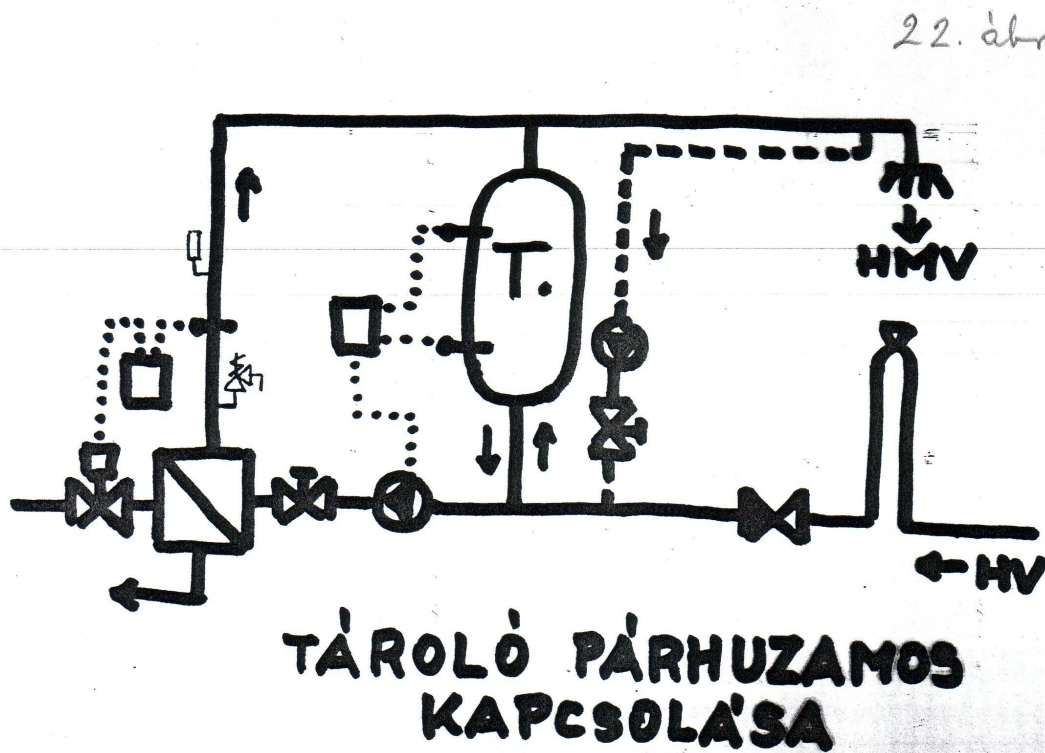 22. ábr
T.
HMV
HV
TÁROLÓ PÁRHUZAMOS
KAPCSOLÁSA